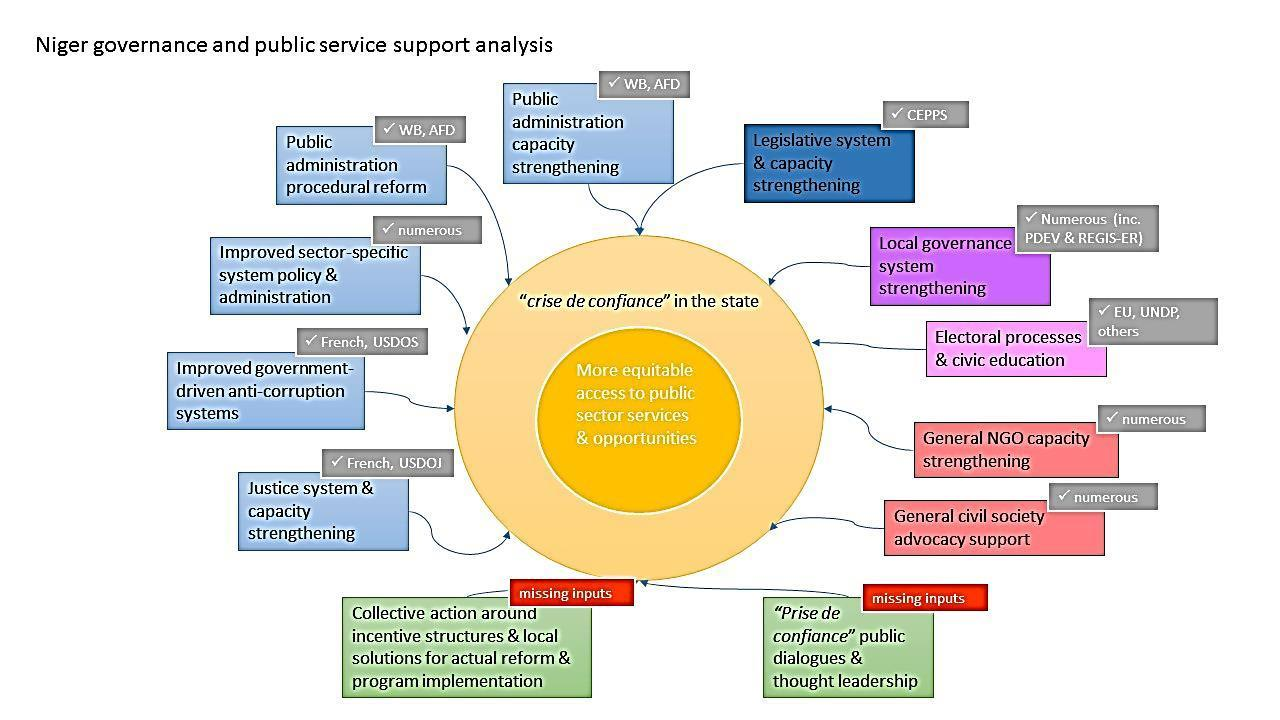 Niger governance and public service support analysis
✓ WB, AFD
Public
administration
capacity
strengthening
✓ WB, AFD
Public
administration
procedural reform
✓ CEPPS
Legislative system
& capacity
strengthening
✓ numerous
Improved sector-specific
system policy &
administration
✓ Numerous (inc.
PDEV & REGIS-ER)
Local governance
system
strengthening
✓ French, USDOS
Improved government-
driven anti-corruption
systems
✓ EU, UNDP,
others
Electoral processes
& civic education
"crise de confiance" in the state
More equitable
access to public
sector services
& opportunities
✓ numerous
General NGO capacity
strengthening
✓ French, USDOJ
Justice system &
capacity
strengthening
✓ numerous
General civil society
advocacy support
missing inputs
Collective action around
incentive structures & local
solutions for actual reform &
program implementation
missing inputs
"Prise de
confiance" public
dialogues &
thought leadership